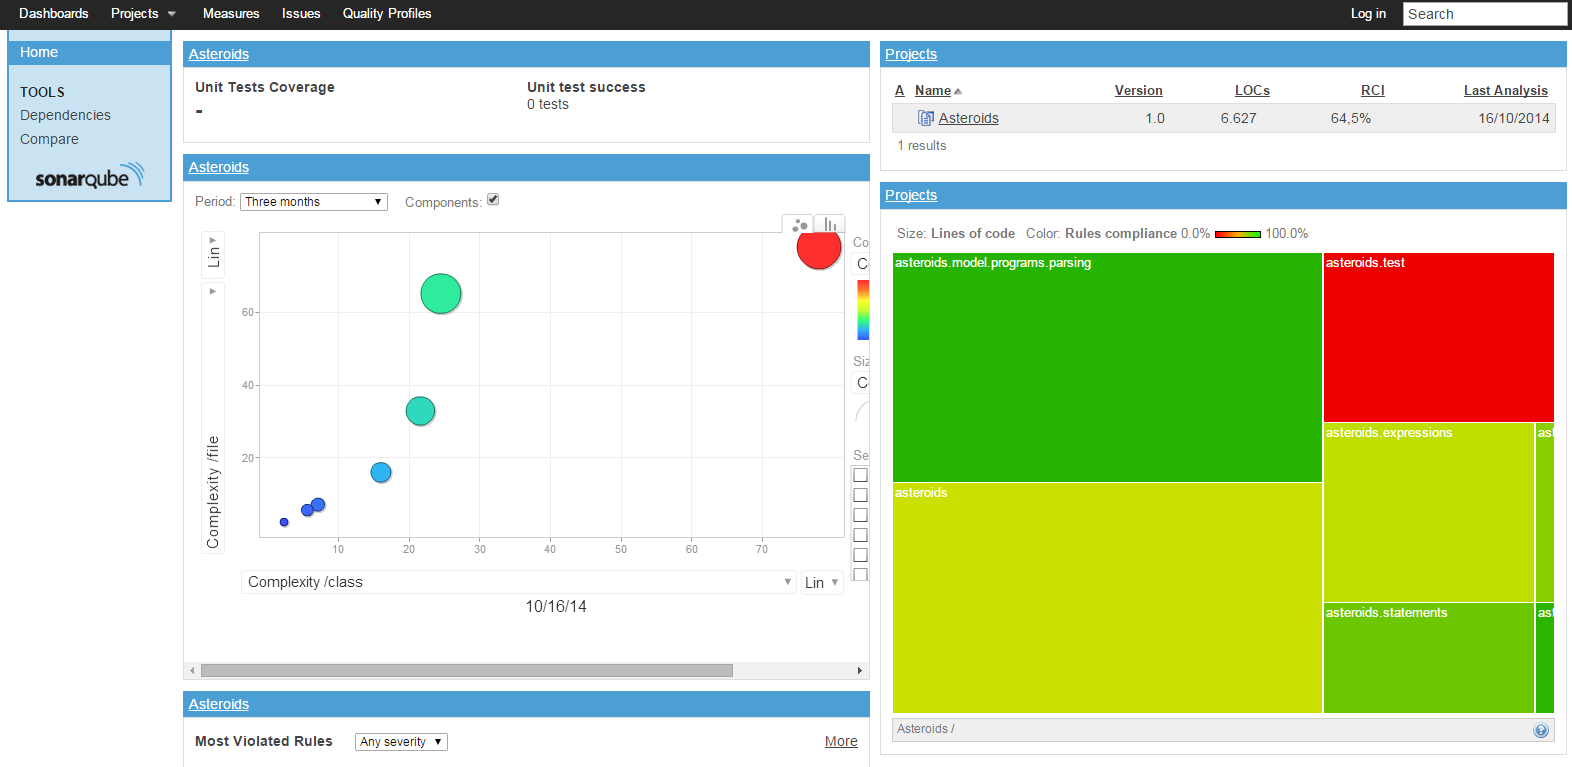 Dashboards Projects Measures Issues Quality Profiles Log in Search
Home
TOOLS
Dependencies
Compare
sonarqube
Asteroids
Unit Tests Coverage Unit test success
- 0 tests
Asteroids
Period: Three months Components:
Lin
Complexity /file
60
40
20
10 20 30 40 50 60 70
Complexity /class Lin
10/16/14
Co
C
Siz
C
Se
Asteroids
Most Violated Rules Any severity More
Projects
A Name Version LOCs RCI Last Analysis
Asteroids 1.0 6.627 64,5% 16/10/2014
1 results
Projects
Size: Lines of code Color: Rules compliance 0.0% 100.0%
asteroids.model.programs.parsing asteroids.test
asteroids.expressions ast
asteroids
asteroids.statements ast
Asteroids /
?